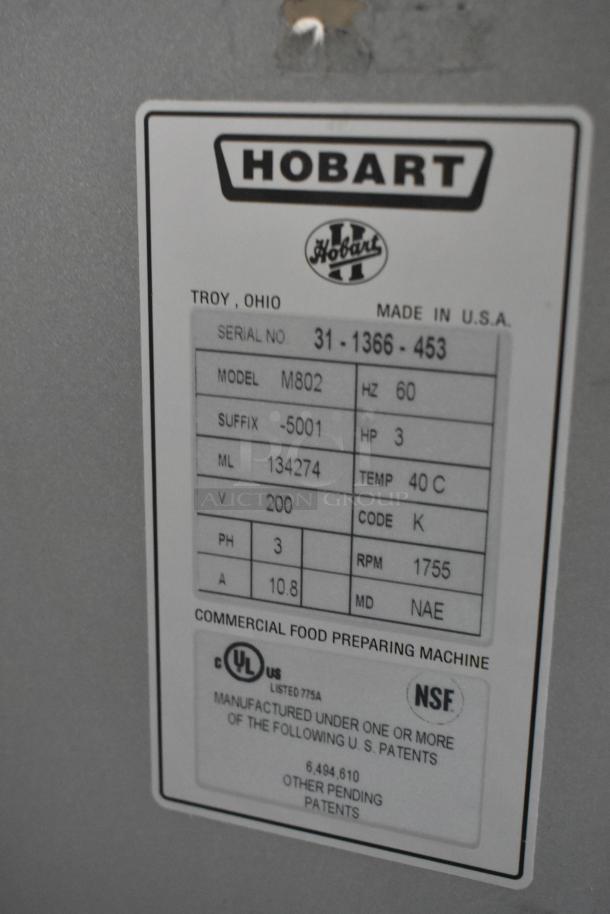 HOBART
Hobart
TROY, OHIO MADE IN U.S.A.
SERIAL NO. 31-1366-453
MODEL M802 HZ 60
SUFFIX -5001 HP 3
ML 134274 TEMP 40 C
V 200 CODE K
PH 3 RPM 1755
A 10.8 MD NAE
AUCTION GROUP
COMMERCIAL FOOD PREPARING MACHINE
C UL US NSF
LISTED 775A
MANUFACTURED UNDER ONE OR MORE
OF THE FOLLOWING U. S. PATENTS
6,494,610
OTHER PENDING
PATENTS